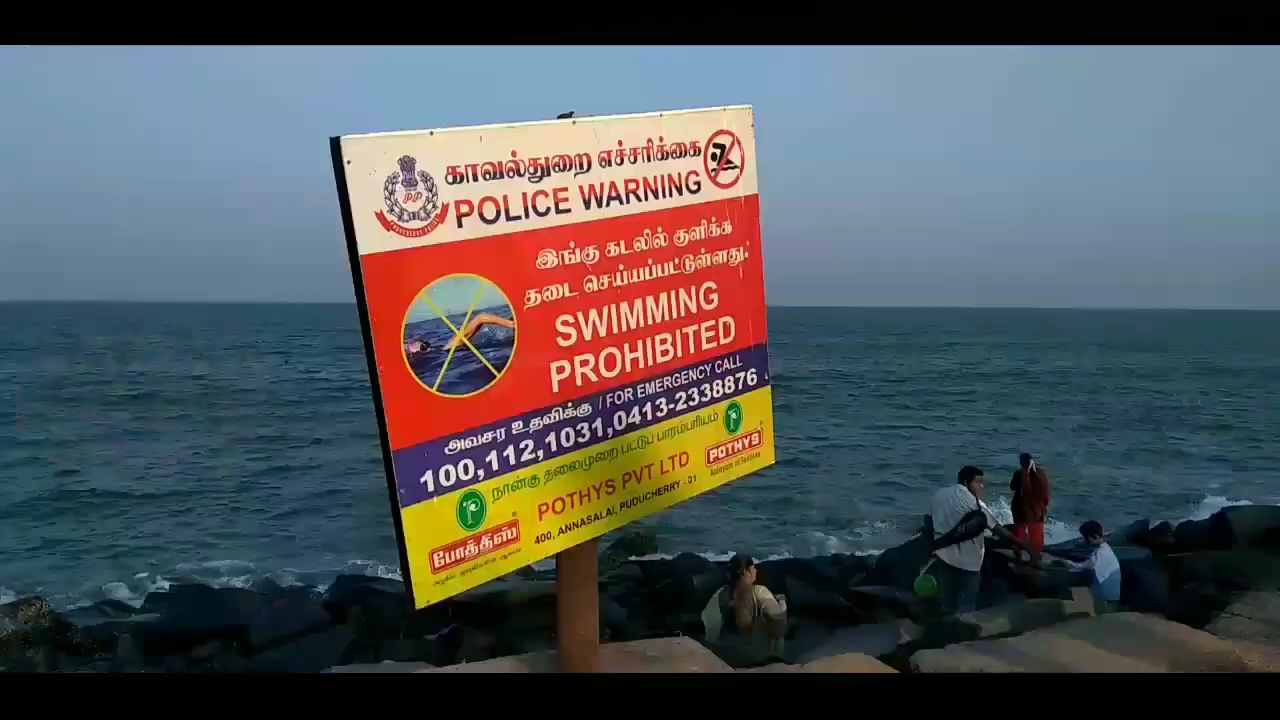 காவல்துறை எச்சரிக்கை
POLICE WARNING
இங்கு கடலில் குளிக்க
தடை செய்யப்பட்டுள்ளது.
SWIMMING
PROHIBITED
அவசர உதவிக்கு / FOR EMERGENCY CALL
100,112,1031,0413-2338876
நான்கு தலைமுறை பட்டுப் பாரம்பரியம்
POTHYS
போத்தீஸ்
POTHYS PVT LTD
400, ANNASALAI, PUDUCHERRY - 01